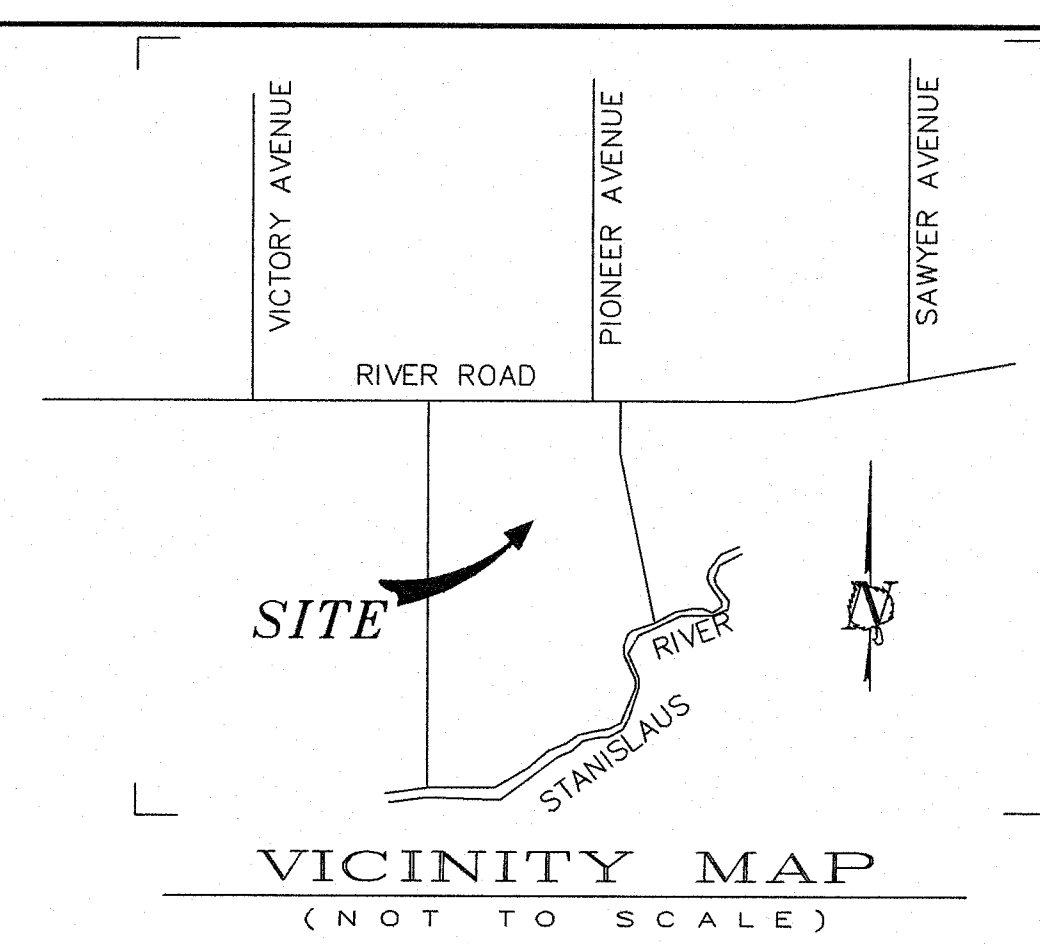 VICTORY AVENUE
PIONEER AVENUE
SAWYER AVENUE
RIVER ROAD
SITE
N
RIVER
STANISLAUS
VICINITY MAP
(NOT TO SCALE)